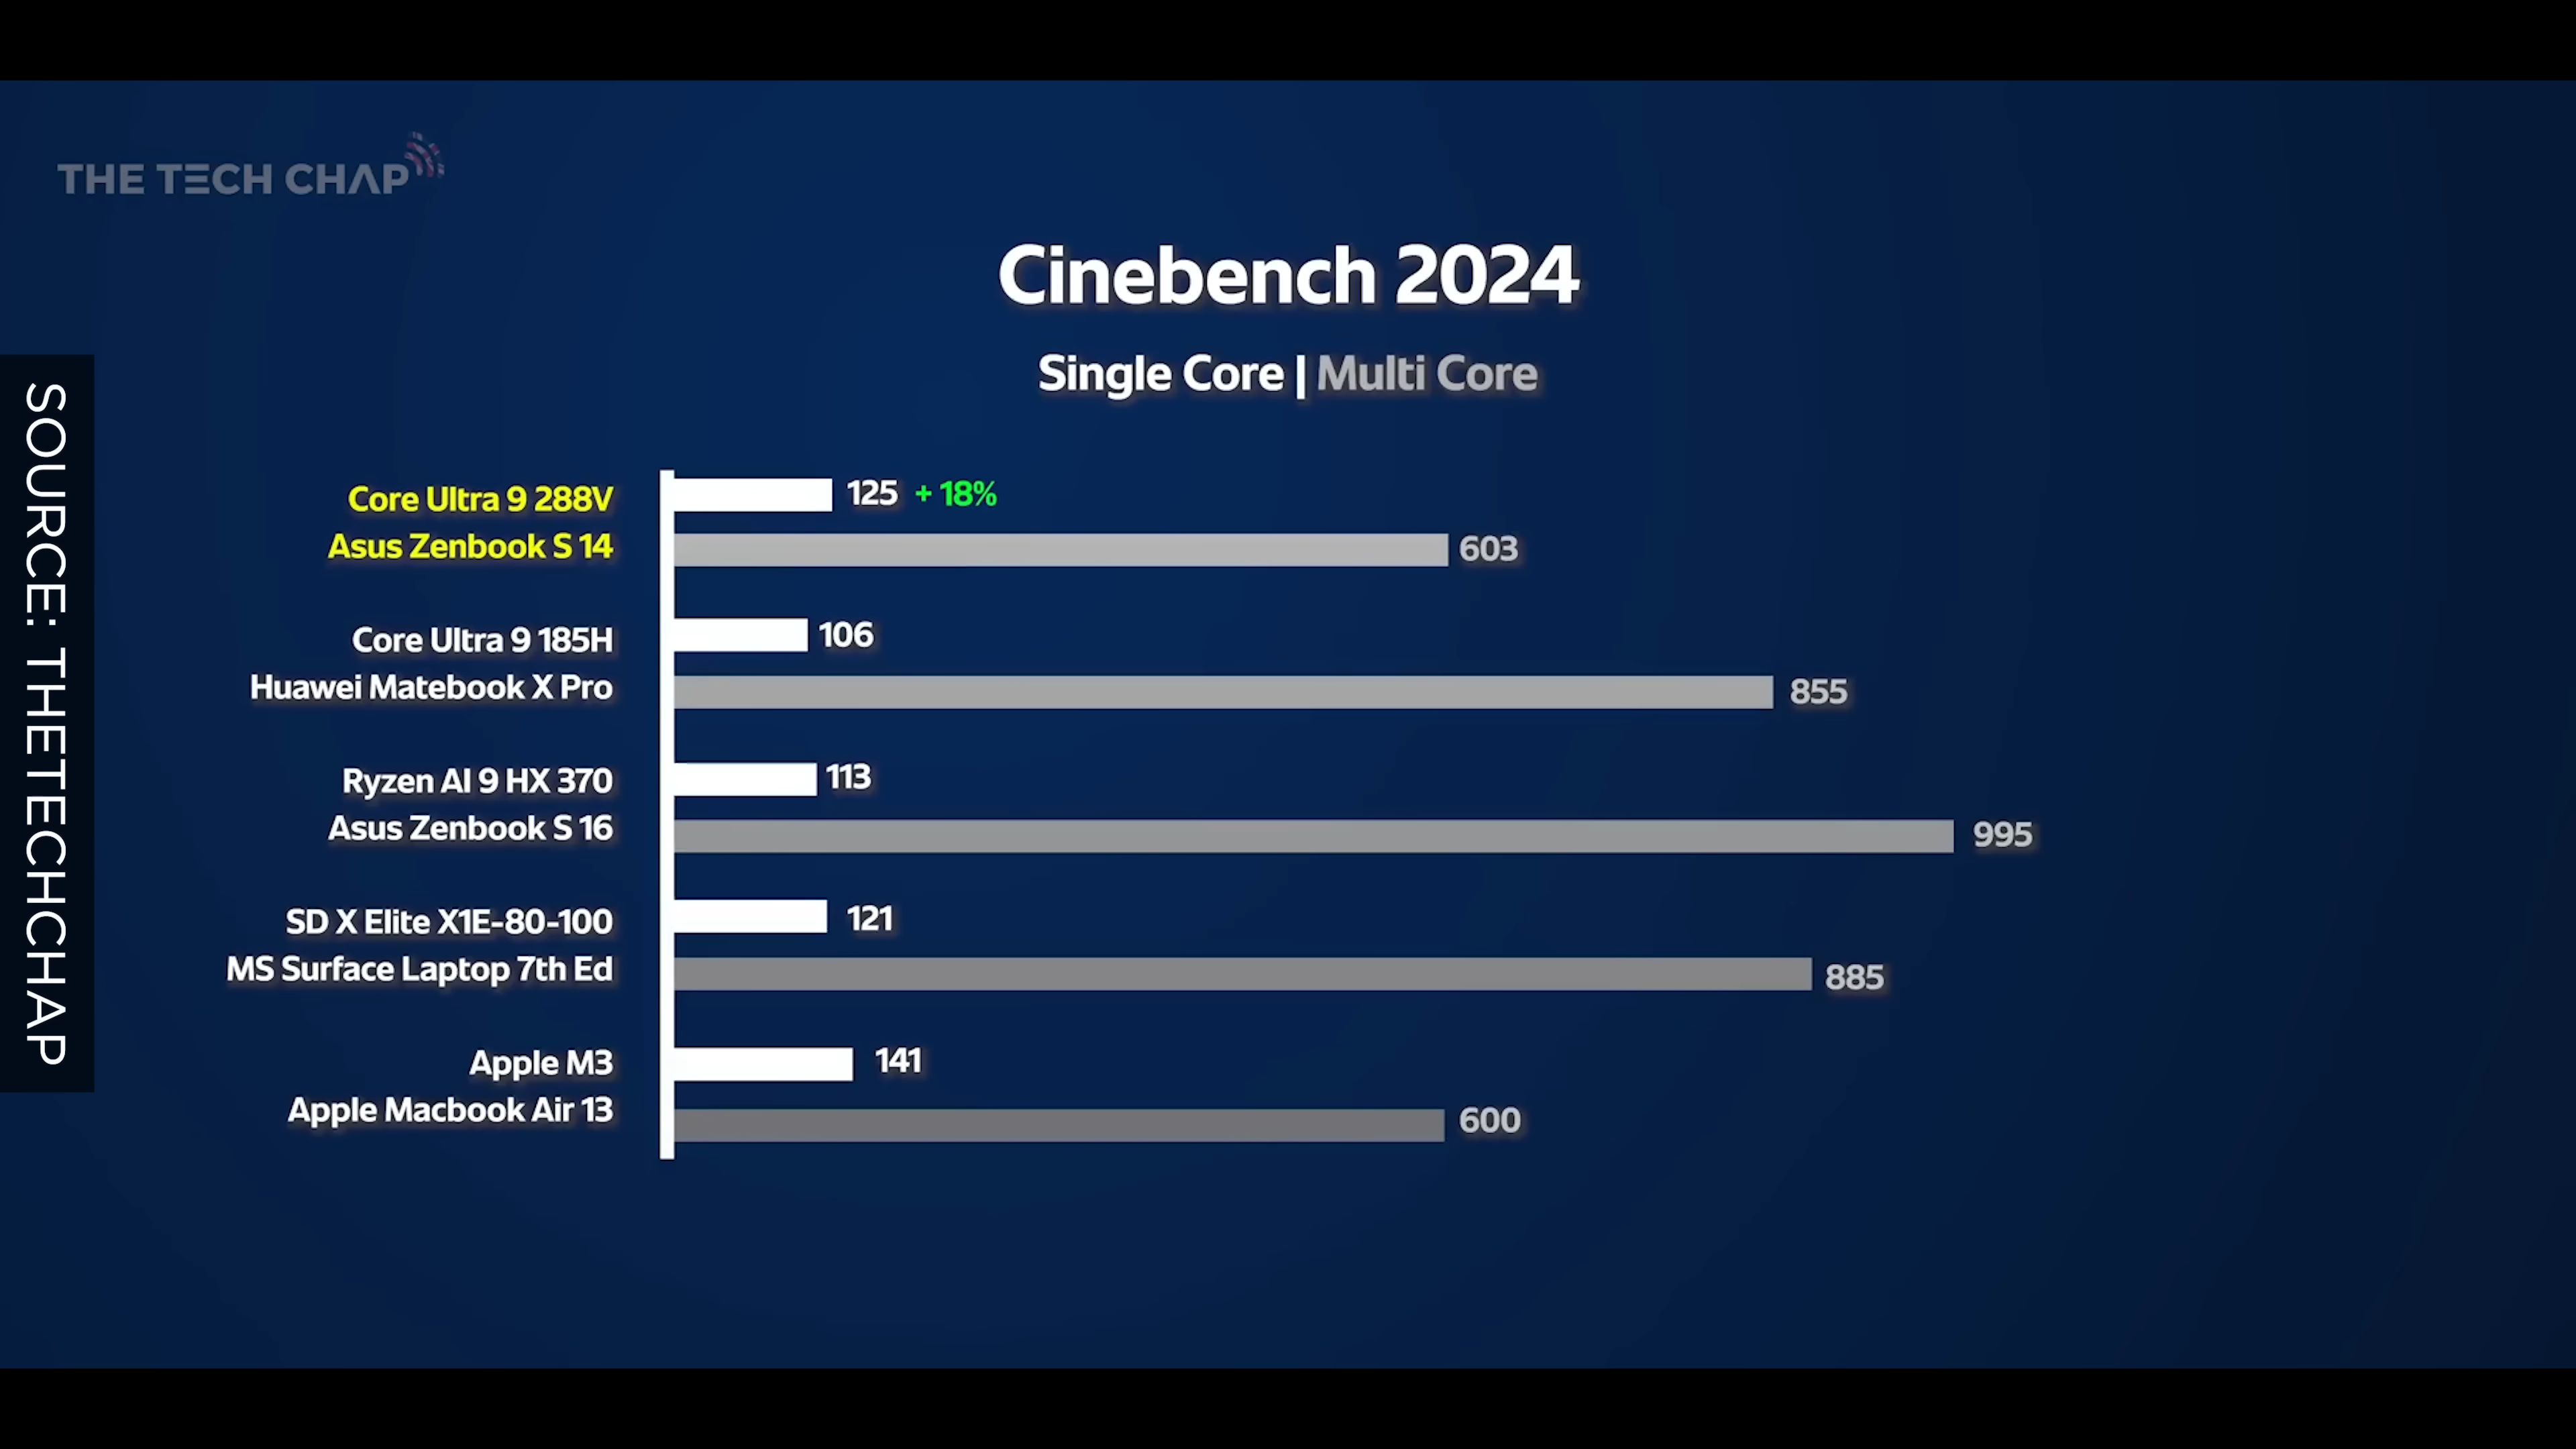 THE TECH CHAP
Cinebench 2024
Single Core | Multi Core
SOURCE: THETECHCHAP
Core Ultra 9 288V
Asus Zenbook S 14
125 + 18%
603
Core Ultra 9 185H
Huawei Matebook X Pro
106
855
Ryzen AI 9 HX 370
Asus Zenbook S 16
113
995
SD X Elite X1E-80-100
MS Surface Laptop 7th Ed
121
885
Apple M3
Apple Macbook Air 13
141
600